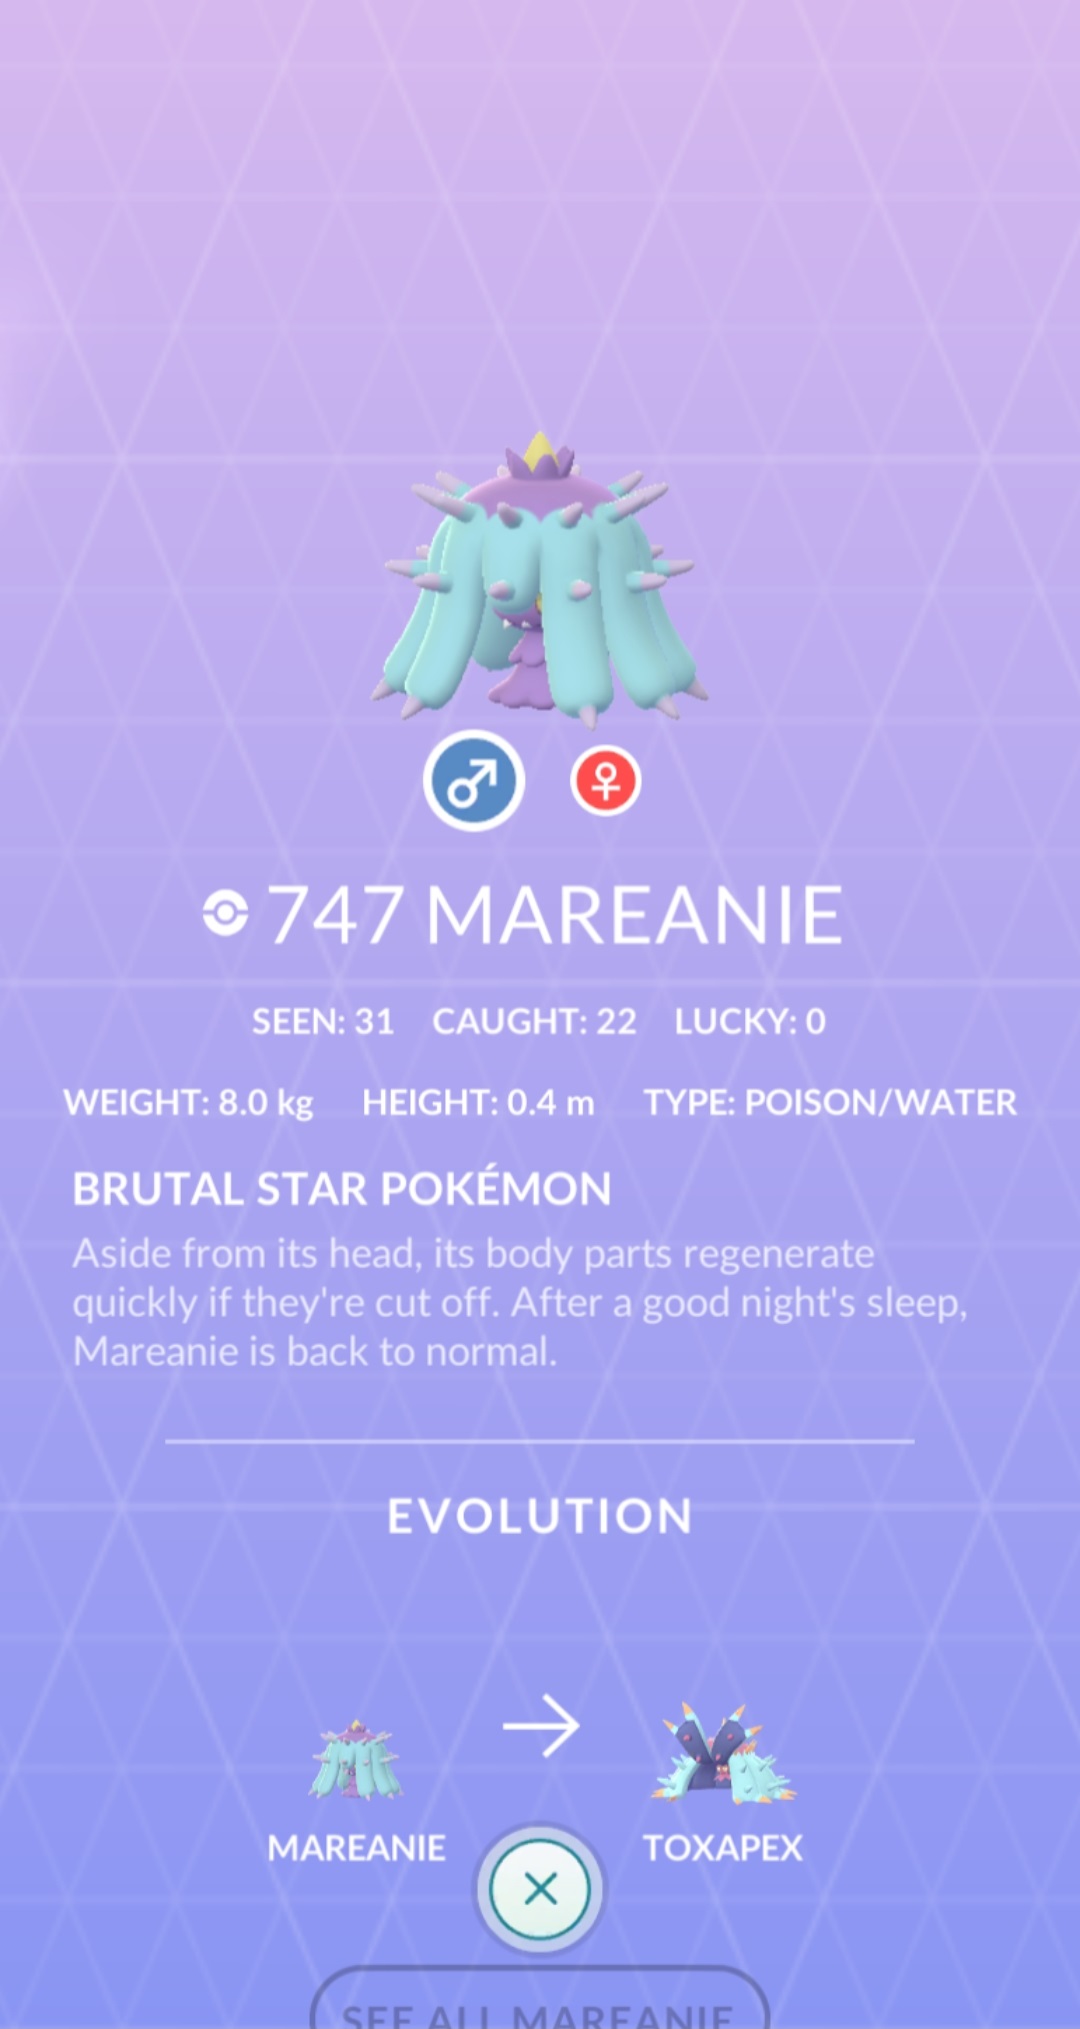 747 MAREANIE
SEEN: 31 CAUGHT: 22 LUCKY: 0
WEIGHT: 8.0 kg HEIGHT: 0.4 m TYPE: POISON/WATER
BRUTAL STAR POKÉMON
Aside from its head, its body parts regenerate
quickly if they're cut off. After a good night's sleep,
Mareanie is back to normal.
EVOLUTION
MAREANIE TOXAPEX
SEE ALL MAREANIE